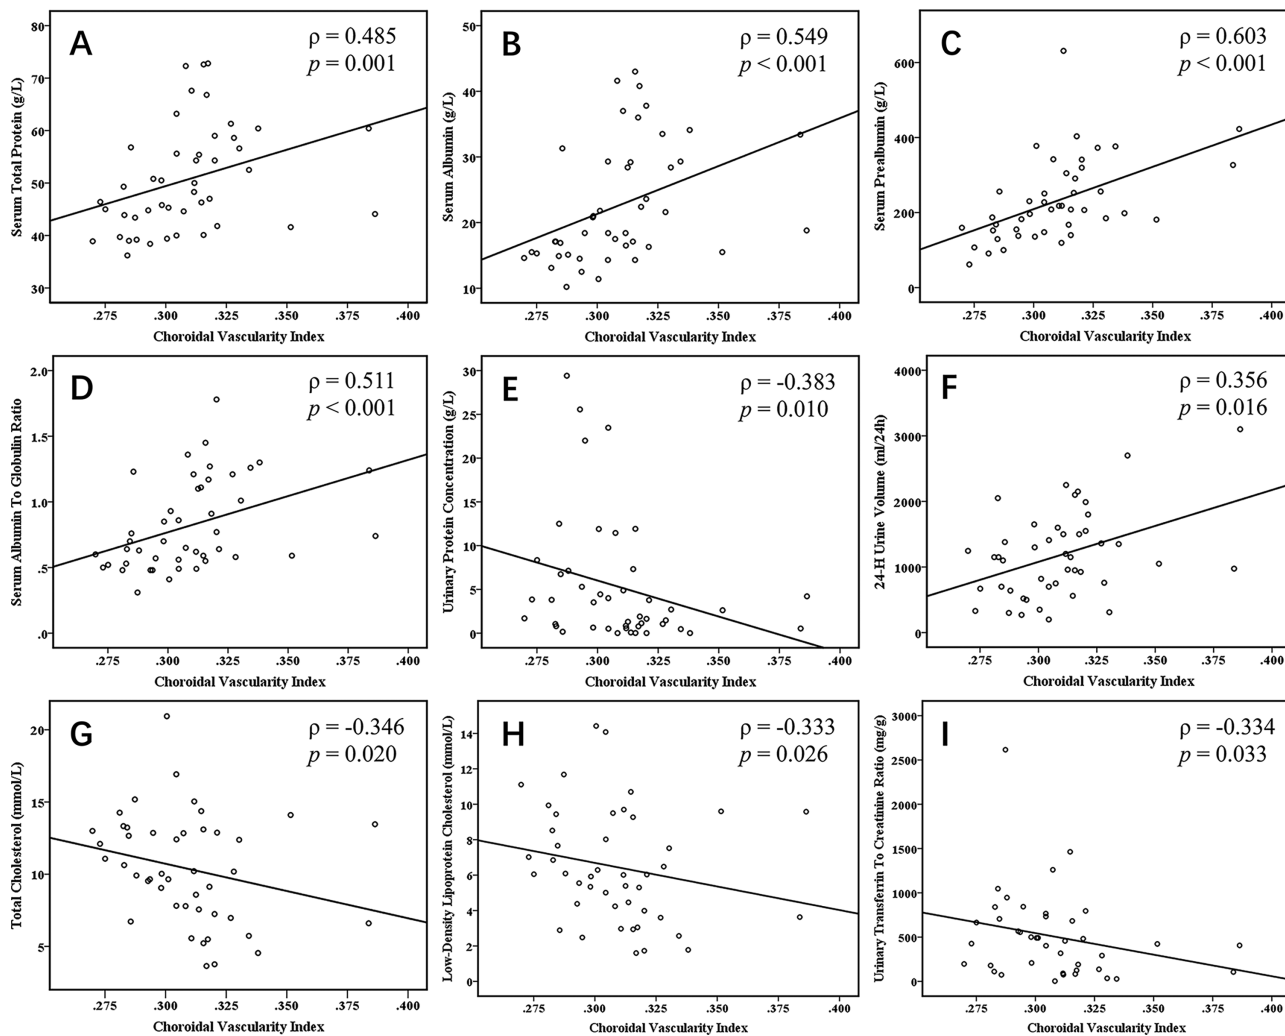 A
ρ = 0.485
p = 0.001
80
70
60
50
40
30
Serum Total Protein (g/L)
.275 .300 .325 .350 .375 .400
Choroidal Vascularity Index
B
ρ = 0.549
p < 0.001
50
40
30
20
10
Serum Albumin (g/L)
.275 .300 .325 .350 .375 .400
Choroidal Vascularity Index
C
ρ = 0.603
p < 0.001
600
400
200
0
Serum Prealbumin (g/L)
.275 .300 .325 .350 .375 .400
Choroidal Vascularity Index
D
ρ = 0.511
p < 0.001
2.0
1.5
1.0
.5
.0
Serum Albumin To Globulin Ratio
.275 .300 .325 .350 .375 .400
Choroidal Vascularity Index
E
ρ = -0.383
p = 0.010
30
25
20
15
10
5
0
Urinary Protein Concentration (g/L)
.275 .300 .325 .350 .375 .400
Choroidal Vascularity Index
F
ρ = 0.356
p = 0.016
4000
3000
2000
1000
0
24-H Urine Volume (ml/24h)
.275 .300 .325 .350 .375 .400
Choroidal Vascularity Index
G
ρ = -0.346
p = 0.020
20
15
10
5
Total Cholesterol (mmol/L)
.275 .300 .325 .350 .375 .400
Choroidal Vascularity Index
H
ρ = -0.333
p = 0.026
14
12
10
8
6
4
2
0
Low-Density Lipoprotein Cholesterol (mmol/L)
.275 .300 .325 .350 .375 .400
Choroidal Vascularity Index
I
ρ = -0.334
p = 0.033
3000
2500
2000
1500
1000
500
0
Urinary Transferrin To Creatinine Ratio (mg/g)
.275 .300 .325 .350 .375 .400
Choroidal Vascularity Index